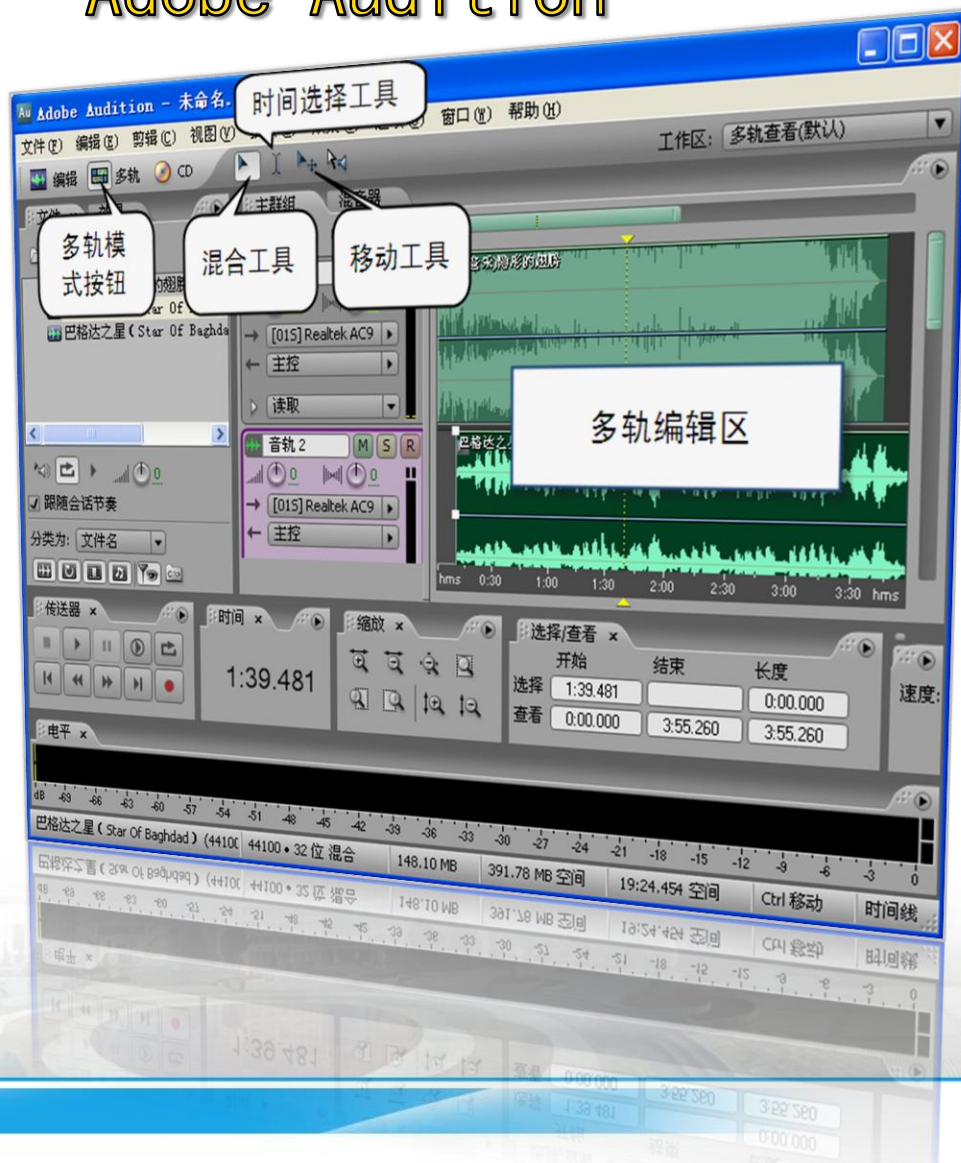 Adobe Audition
Au Adobe Audition - 未命名.
时间选择工具
文件(F) 编辑(E) 剪辑(C) 视图(V) 窗口(W) 帮助(H)
工作区: 多轨查看(默认)
编辑 多轨 CD
主群组
多轨模
式按钮
混合工具
移动工具
隐形的翅膀
巴格达之星(Star Of Baghda
[01S] Realtek AC9
主控
读取
多轨编辑区
音轨 2 M S R
0 0
跟随会话节奏
[01S] Realtek AC9
主控
分类为: 文件名
hms 0:30 1:00 1:30 2:00 2:30 3:00 3:30 hms
传送器 × 时间 × 缩放 × 选择/查看 ×
开始 结束 长度
1:39.481
选择 1:39.481 0:00.000
查看 0:00.000 3:55.260 3:55.260
速度:
电平 ×
dB -69 -66 -63 -60 -57 -54 -51 -48 -45 -42 -39 -36 -33 -30 -27 -24 -21 -18 -15 -12 -9 -6 -3 0
巴格达之星(Star Of Baghdad) (44100 44100 • 32 位 混合 148.10 MB 391.78 MB 空间 19:24.454 空间 Ctrl 移动 时间线